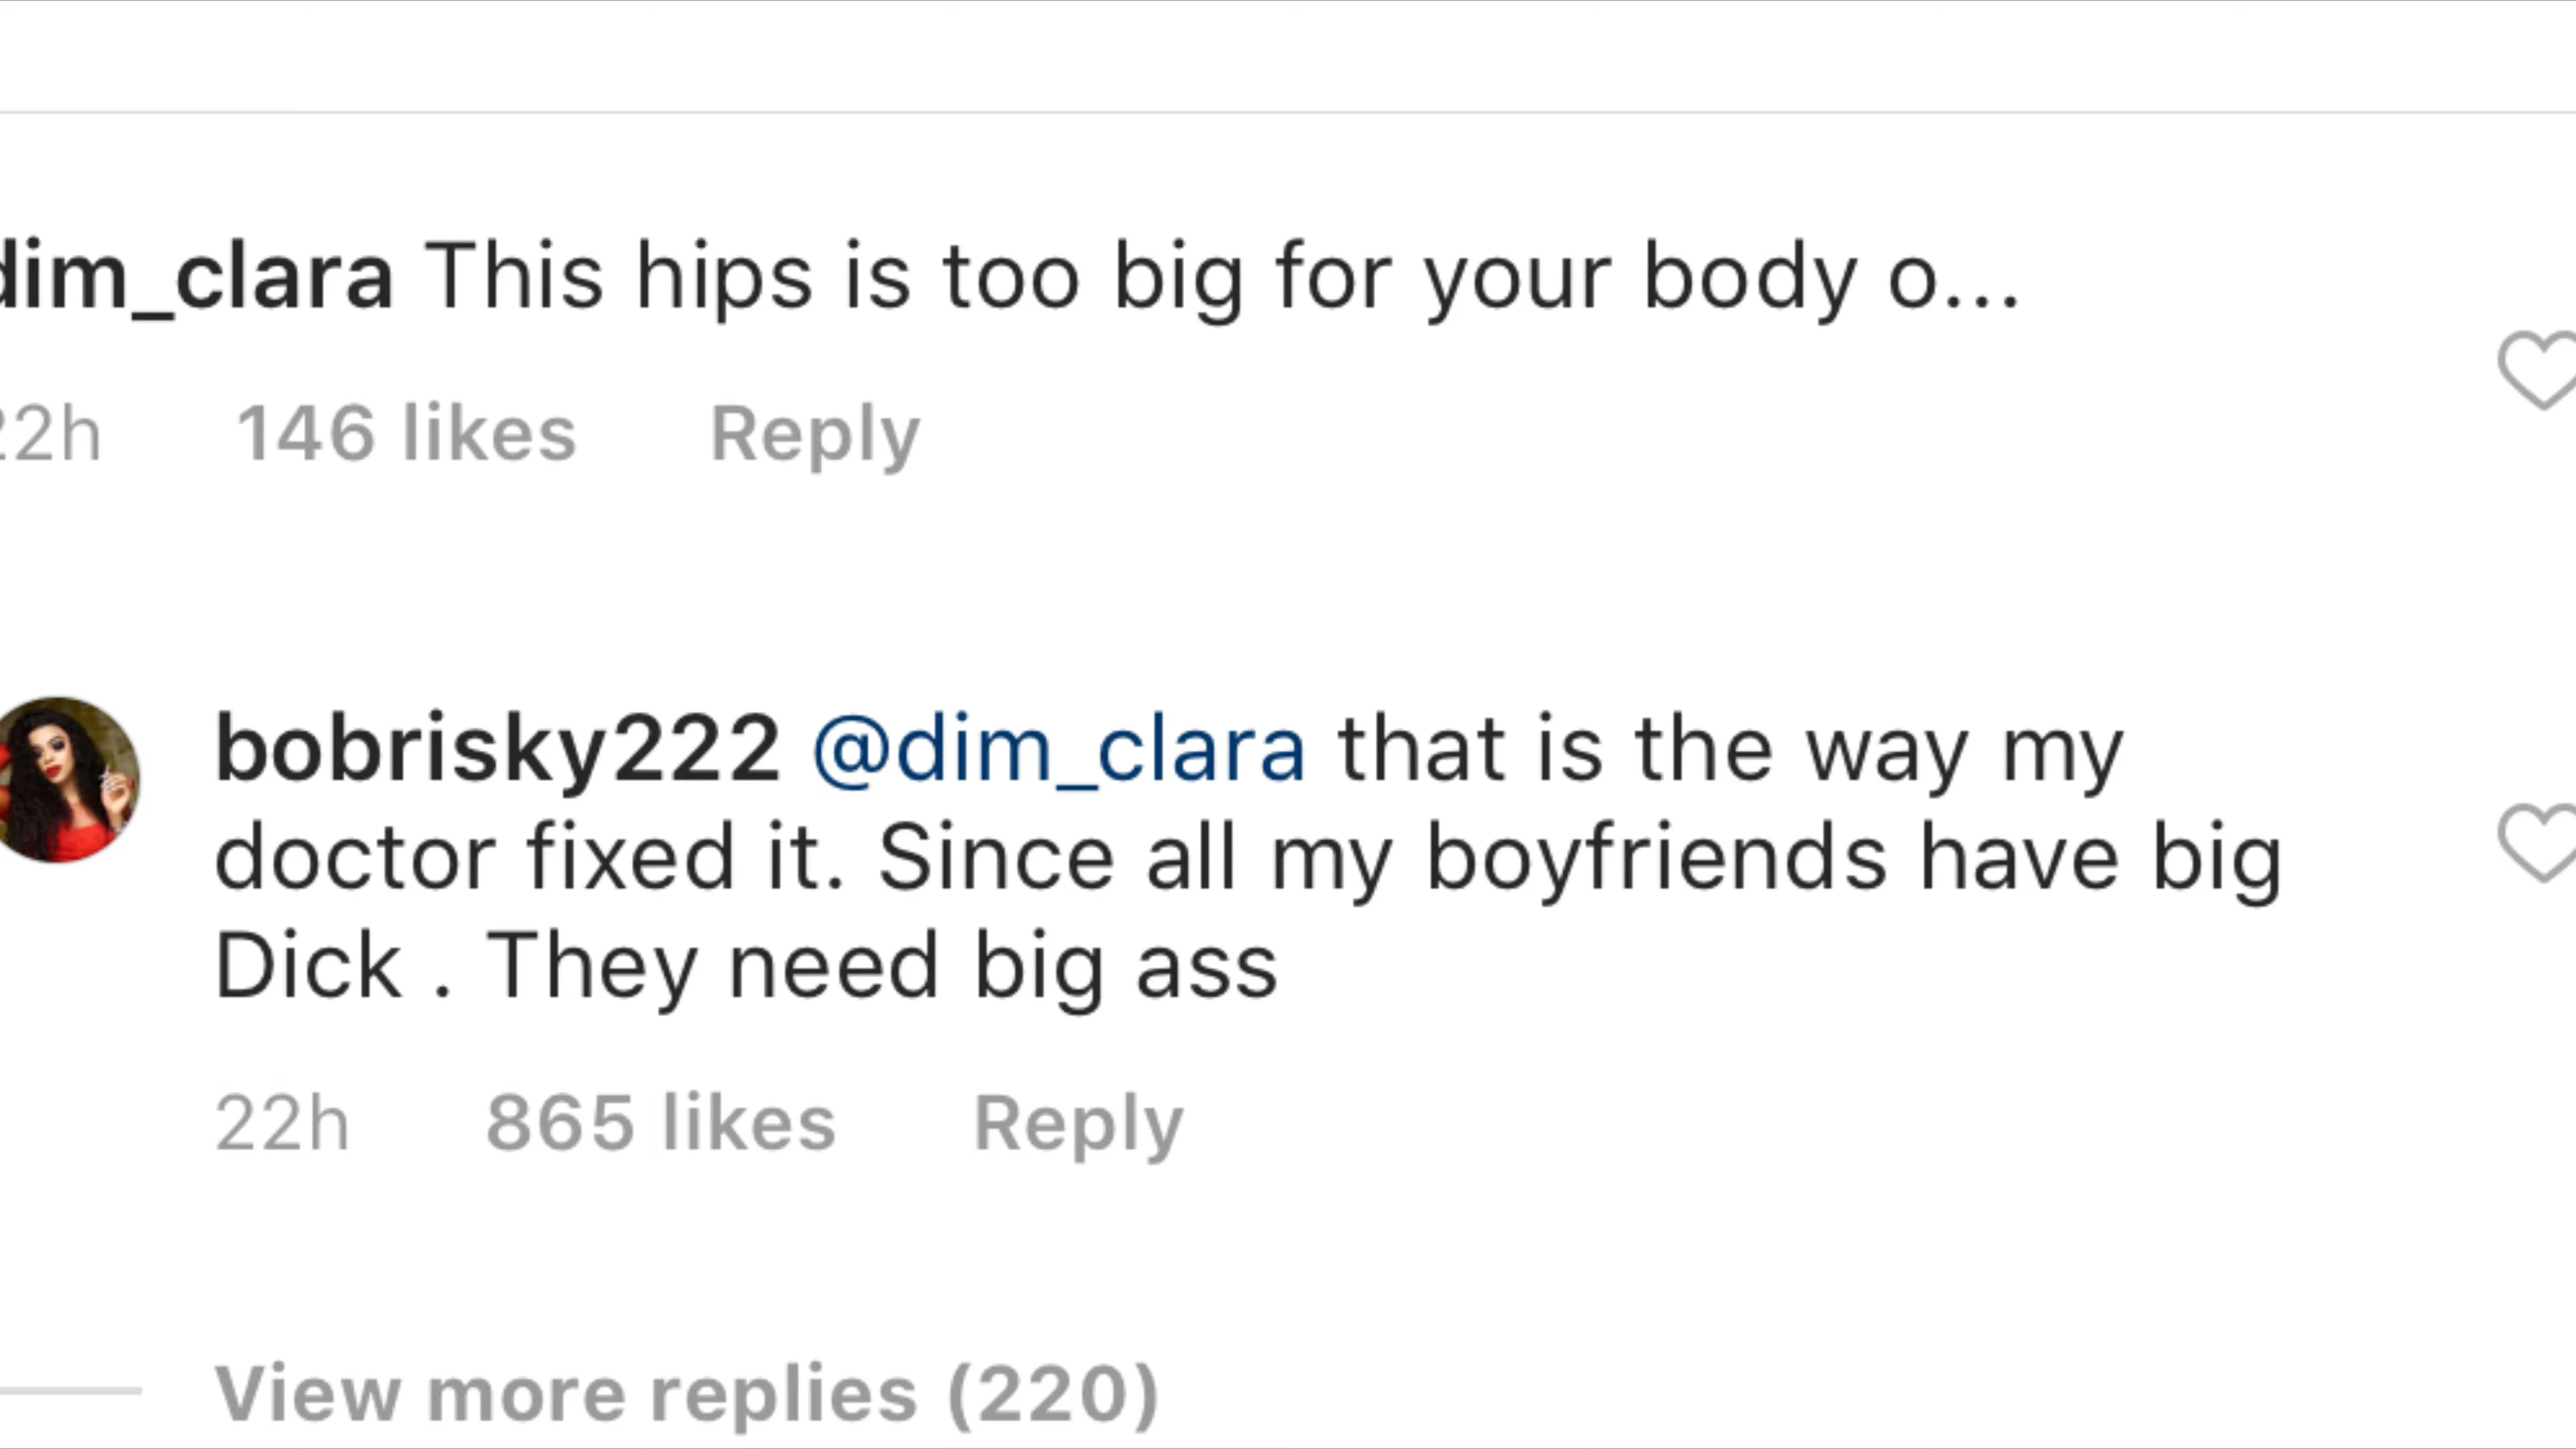 dim_clara This hips is too big for your body o...
22h 146 likes Reply
bobrisky222 @dim_clara that is the way my
doctor fixed it. Since all my boyfriends have big
Dick . They need big ass
22h 865 likes Reply
View more replies (220)